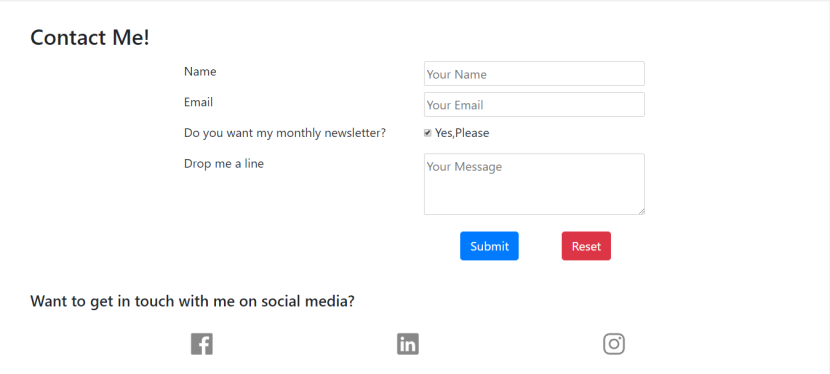 Contact Me!
Name
Your Name
Email
Your Email
Do you want my monthly newsletter?
Yes,Please
Drop me a line
Your Message
Submit
Reset
Want to get in touch with me on social media?
f
in